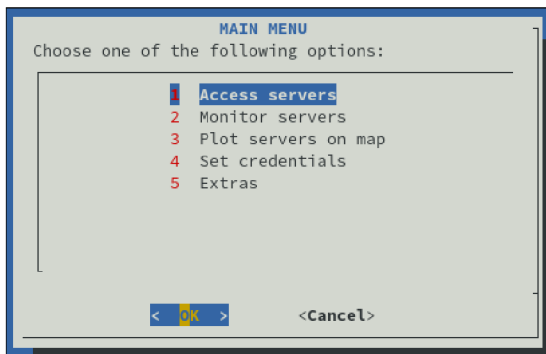 MAIN MENU
Choose one of the following options:
1 Access servers
2 Monitor servers
3 Plot servers on map
4 Set credentials
5 Extras
< OK > <Cancel>